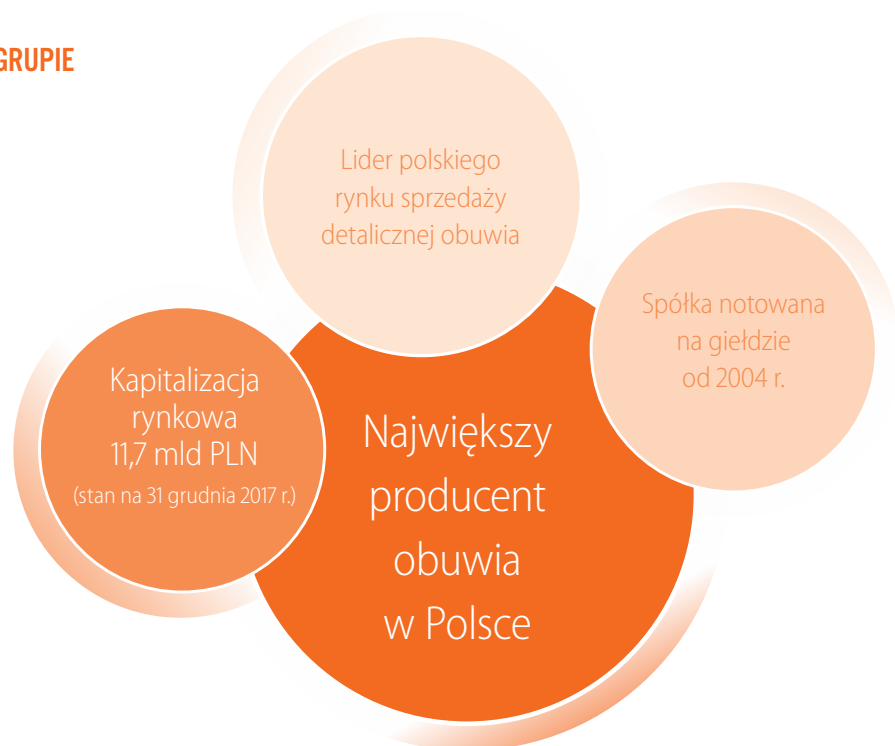 GRUPIE
Lider polskiego
rynku sprzedaży
detalicznej obuwia
Spółka notowana
na giełdzie
od 2004 r.
Kapitalizacja
rynkowa
11,7 mld PLN
(stan na 31 grudnia 2017 r.)
Największy
producent
obuwia
w Polsce